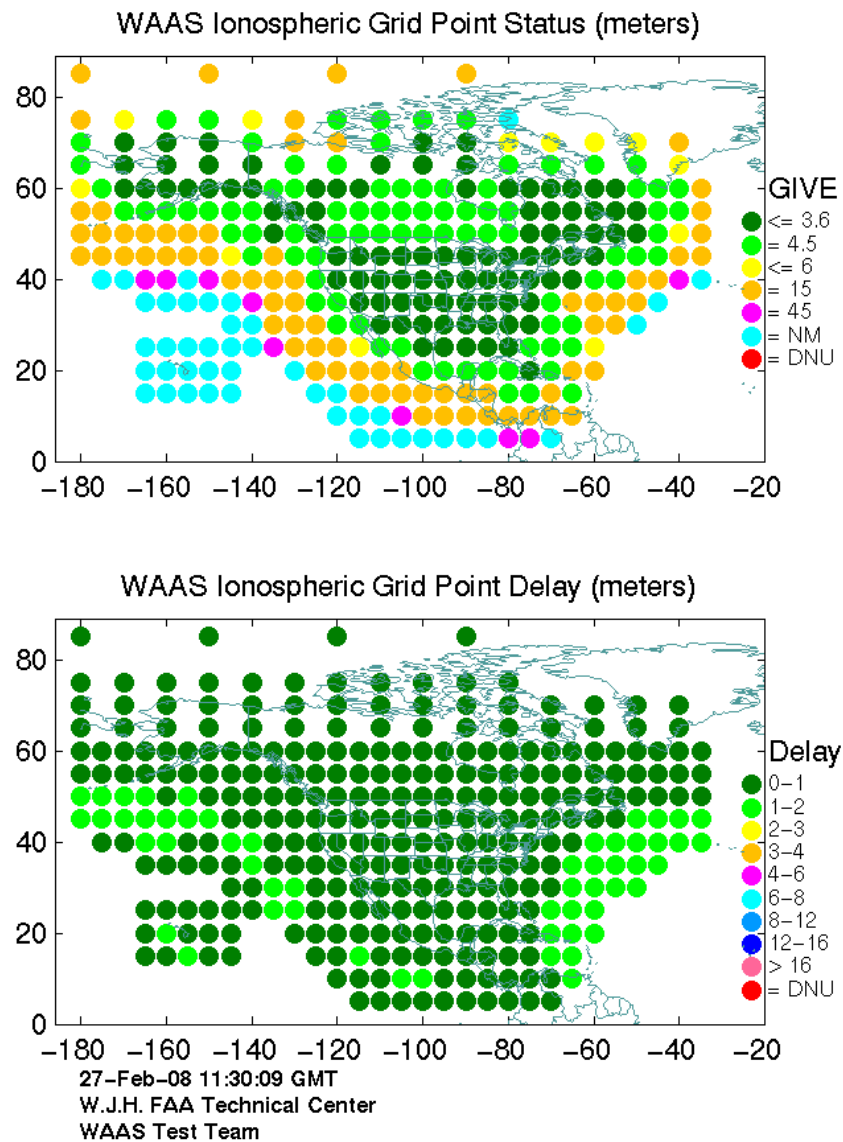 WAAS Ionospheric Grid Point Status (meters)
80
60
40
20
0
−180 −160 −140 −120 −100 −80 −60 −40 −20
GIVE
<= 3.6
= 4.5
<= 6
= 15
= 45
= NM
= DNU
WAAS Ionospheric Grid Point Delay (meters)
80
60
40
20
0
−180 −160 −140 −120 −100 −80 −60 −40 −20
Delay
0−1
1−2
2−3
3−4
4−6
6−8
8−12
12−16
> 16
= DNU
27−Feb−08 11:30:09 GMT
W.J.H. FAA Technical Center
WAAS Test Team